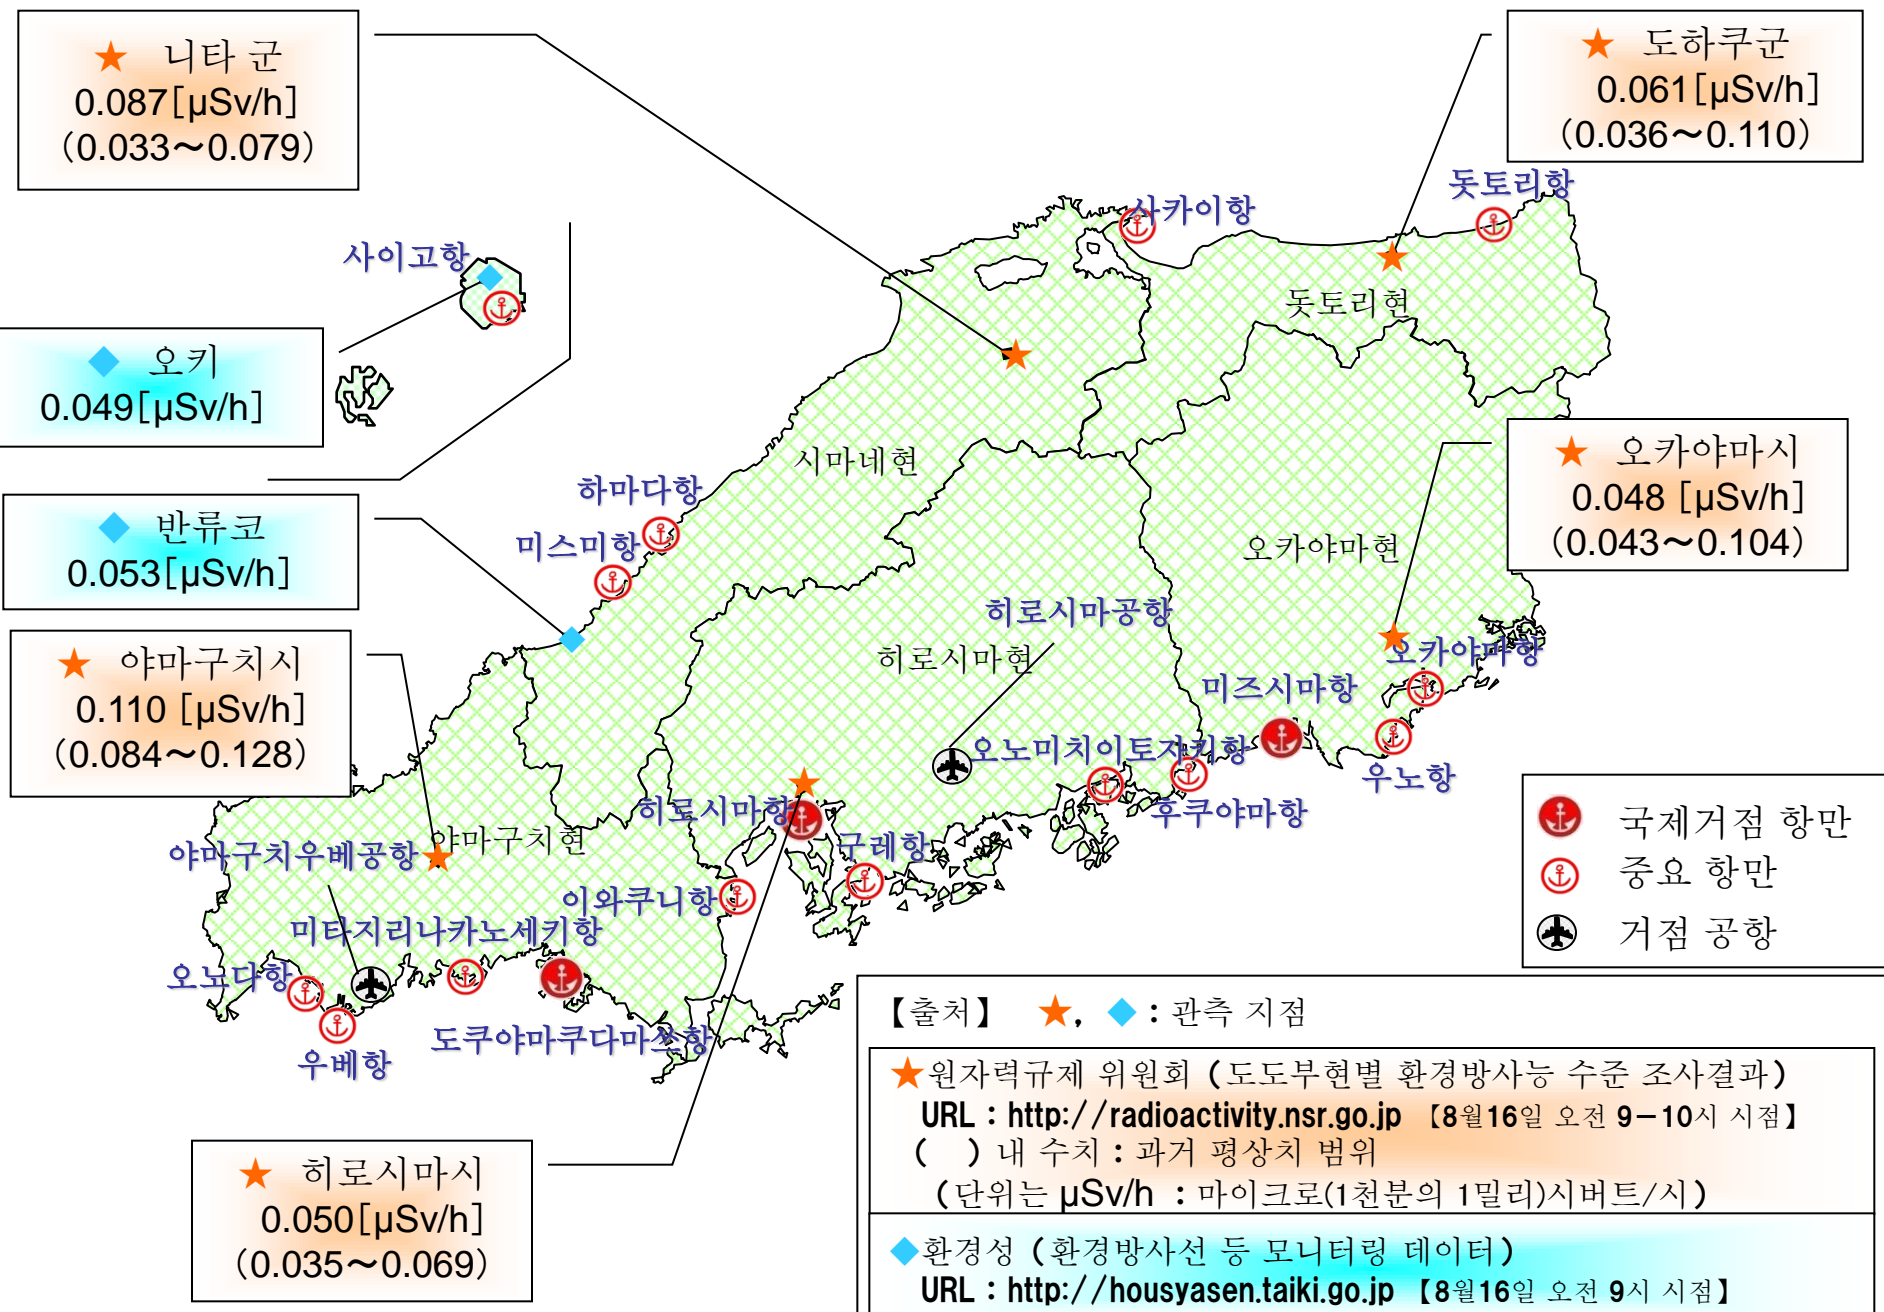 ★ 니타 군
0.087[μSv/h]
(0.033～0.079)
★ 도하쿠군
0.061[μSv/h]
(0.036～0.110)
돗토리항
사카이항
사이고항
돗토리현
◆ 오키
0.049[μSv/h]
★ 오카야마시
0.048 [μSv/h]
(0.043～0.104)
시마네현
하마다항
미스미항
오카야마현
◆ 반류코
0.053[μSv/h]
히로시마공항
히로시마현
오카야마항
미즈시마항
★ 야마구치시
0.110 [μSv/h]
(0.084～0.128)
오노미치이토자키항
우노항
후쿠야마항
히로시마항
구레항
야마구치현
야마구치우베공항
이와쿠니항
미타지리나카노세키항
오노다항
도쿠야마쿠다마쓰항
우베항
국제거점 항만
중요 항만
거점 공항
★ 히로시마시
0.050[μSv/h]
(0.035～0.069)
【출처】 ★, ◆ : 관측 지점
★원자력규제 위원회 (도도부현별 환경방사능 수준 조사결과)
URL : http://radioactivity.nsr.go.jp 【8월16일 오전 9－10시 시점】
( ) 내 수치 : 과거 평상치 범위
(단위는 μSv/h : 마이크로(1천분의 1밀리)시버트/시)
◆환경성 (환경방사선 등 모니터링 데이터)
URL : http://housyasen.taiki.go.jp 【8월16일 오전 9시 시점】